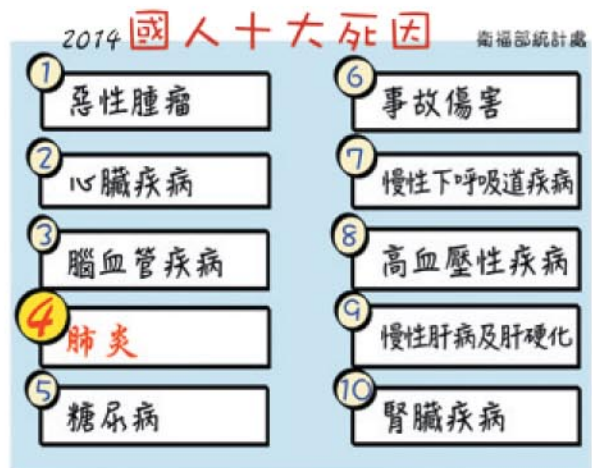 2014 國人十大死因
衛福部統計處
1 惡性腫瘤
2 心臟疾病
3 腦血管疾病
4 肺炎
5 糖尿病
6 事故傷害
7 慢性下呼吸道疾病
8 高血壓性疾病
9 慢性肝病及肝硬化
10 腎臟疾病